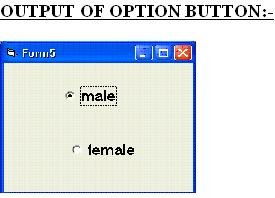 OUTPUT OF OPTION BUTTON:-
Form5
male
female